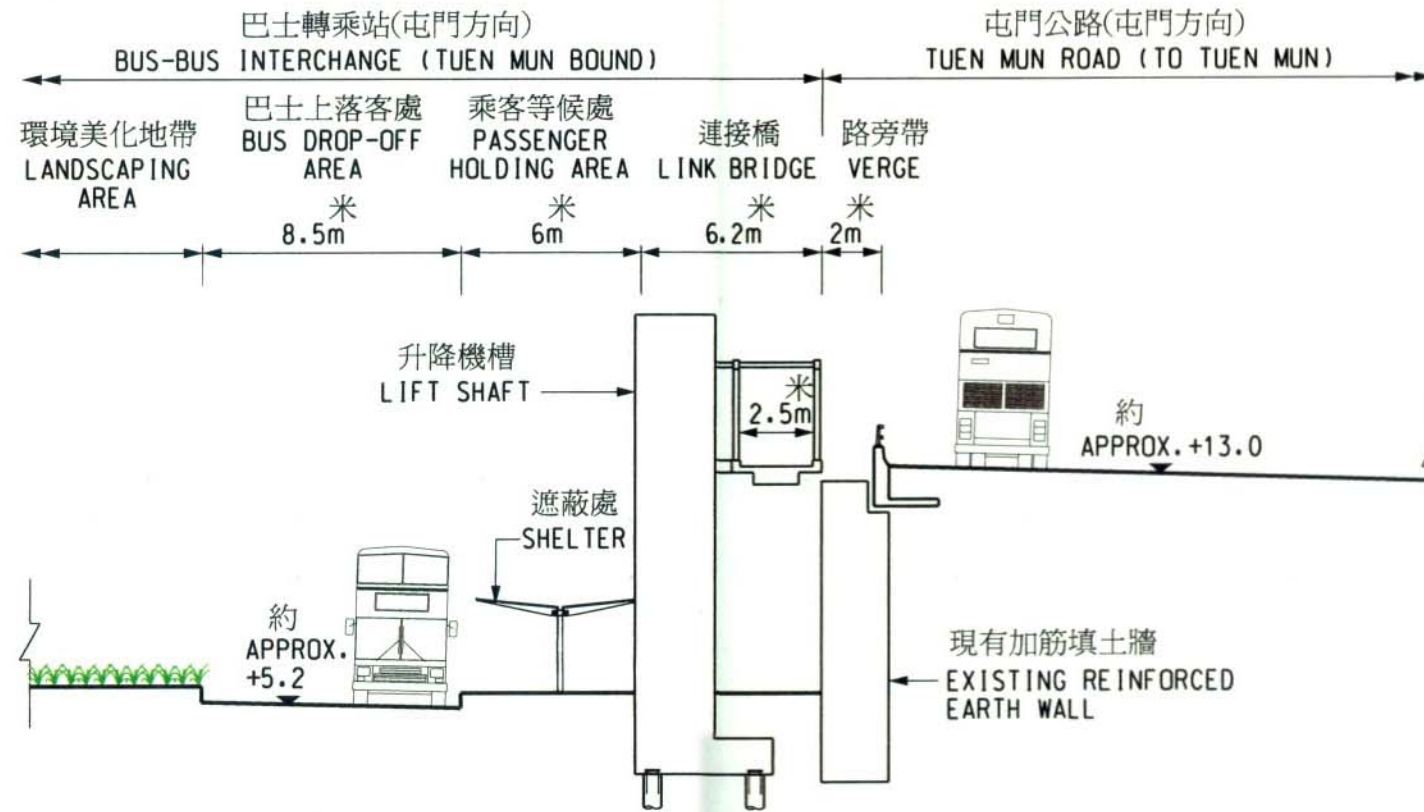 巴士轉乘站(屯門方向)
BUS-BUS INTERCHANGE (TUEN MUN BOUND)
屯門公路(屯門方向)
TUEN MUN ROAD (TO TUEN MUN)
環境美化地帶
LANDSCAPING
AREA
巴士上落客處
BUS DROP-OFF
AREA
米
8.5m
乘客等候處
PASSENGER
HOLDING AREA
米
6m
連接橋
LINK BRIDGE
米
6.2m
路旁帶
VERGE
米
2m
升降機槽
LIFT SHAFT
米
2.5m
約
APPROX.+13.0
遮蔽處
SHELTER
約
APPROX.
+5.2
現有加筋填土牆
EXISTING REINFORCED
EARTH WALL